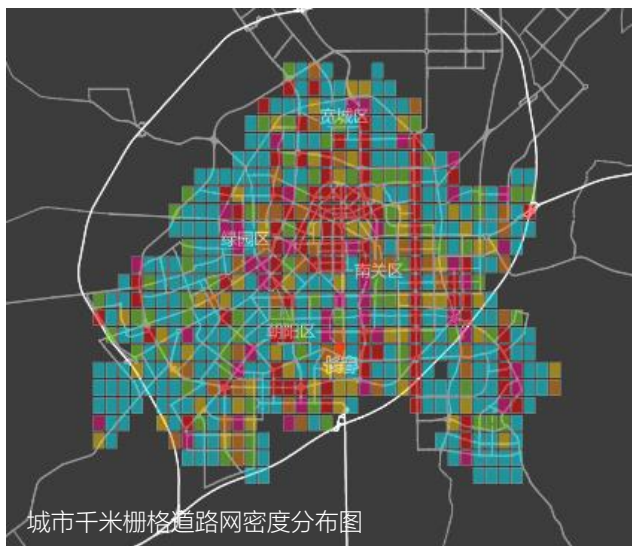 宽城区
绿园区
南关区
朝阳区
长春
城市千米栅格道路网密度分布图